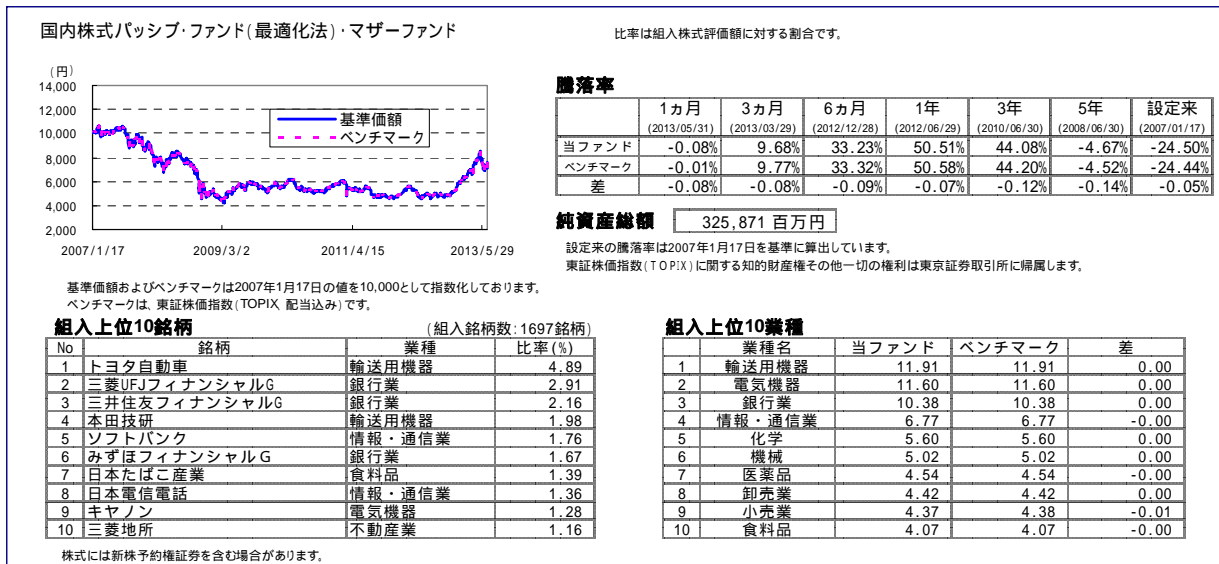 国内株式パッシブ・ファンド(最適化法)・マザーファンド
比率は組入株式評価額に対する割合です。
(円)
14,000
12,000
10,000
8,000
6,000
4,000
2,000
基準価額
ベンチマーク
2007/1/17 2009/3/2 2011/4/15 2013/5/29
基準価額およびベンチマークは2007年1月17日の値を10,000として指数化しております。
ベンチマークは、東証株価指数(TOPIX、配当込み)です。
騰落率
1ヵ月 3ヵ月 6ヵ月 1年 3年 5年 設定来
(2013/05/31) (2013/03/29) (2012/12/28) (2012/06/29) (2010/06/30) (2008/06/30) (2007/01/17)
当ファンド -0.08% 9.68% 33.23% 50.51% 44.08% -4.67% -24.50%
ベンチマーク -0.01% 9.77% 33.32% 50.58% 44.20% -4.52% -24.44%
差 -0.08% -0.08% -0.09% -0.07% -0.12% -0.14% -0.05%
純資産総額 325,871 百万円
設定来の騰落率は2007年1月17日を基準に算出しています。
東証株価指数(TOPIX)に関する知的財産権その他一切の権利は東京証券取引所に帰属します。
組入上位10銘柄 (組入銘柄数:1697銘柄)
No 銘柄 業種 比率(%)
1 トヨタ自動車 輸送用機器 4.89
2 三菱UFJフィナンシャルG 銀行業 2.91
3 三井住友フィナンシャルG 銀行業 2.16
4 本田技研 輸送用機器 1.98
5 ソフトバンク 情報・通信業 1.76
6 みずほフィナンシャルG 銀行業 1.67
7 日本たばこ産業 食料品 1.39
8 日本電信電話 情報・通信業 1.36
9 キヤノン 電気機器 1.28
10 三菱地所 不動産業 1.16
株式には新株予約権証券を含む場合があります。
組入上位10業種
業種名 当ファンド ベンチマーク 差
1 輸送用機器 11.91 11.91 0.00
2 電気機器 11.60 11.60 0.00
3 銀行業 10.38 10.38 0.00
4 情報・通信業 6.77 6.77 -0.00
5 化学 5.60 5.60 0.00
6 機械 5.02 5.02 0.00
7 医薬品 4.54 4.54 -0.00
8 卸売業 4.42 4.42 0.00
9 小売業 4.37 4.38 -0.01
10 食料品 4.07 4.07 -0.00